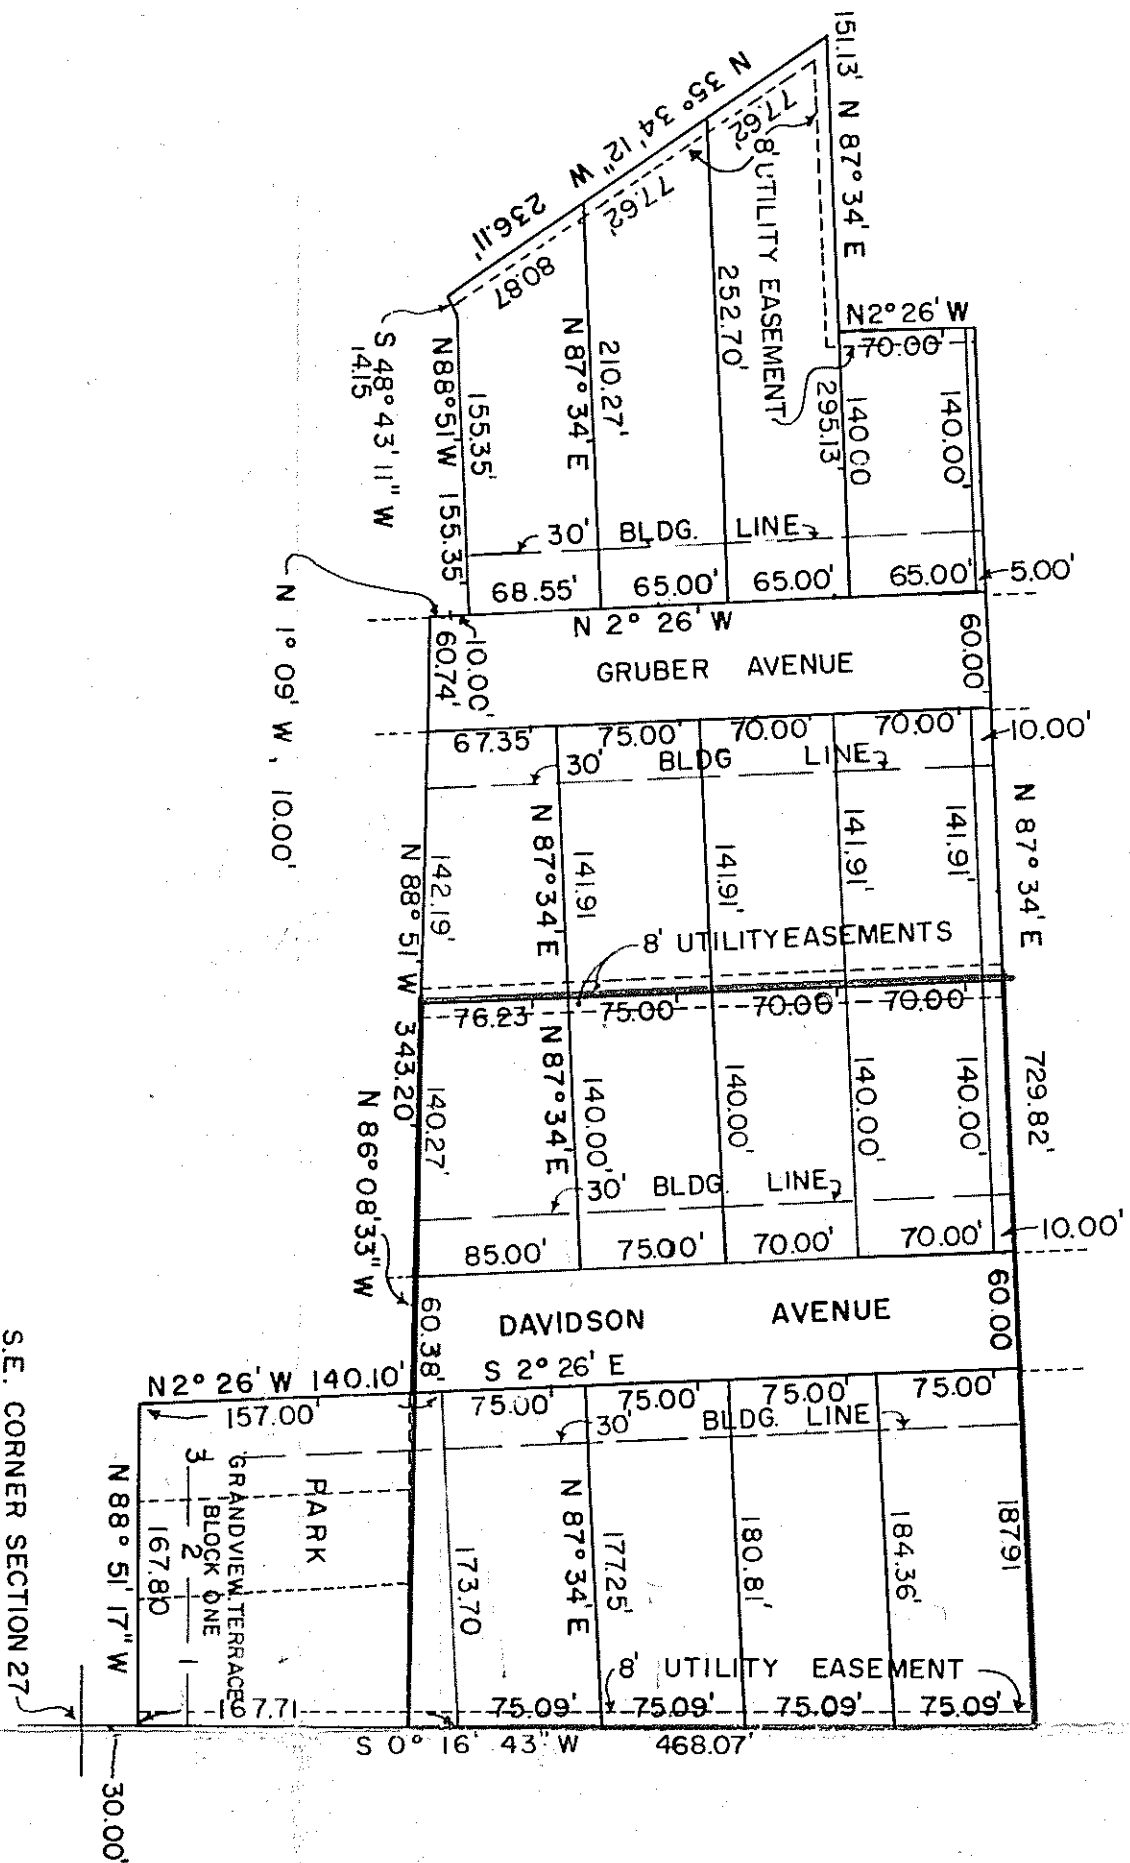 151.13' N 87° 34' E
N 35° 34' 12" W 236.11'
77.62'
77.62'
80.87
8' UTILITY EASEMENT
N 2° 26' W
70.00'
252.70'
210.27'
N 87° 34' E
295.13'
140.00
140.00'
S 48° 43' 11" W
14.15
N 88° 51' W 155.35'
155.35'
30' BLDG. LINE
68.55'
65.00'
65.00'
65.00'
5.00'
N 2° 26' W
N 1° 09' W, 10.00'
10.00'
60.74'
GRUBER AVENUE
60.00'
67.35'
75.00'
70.00'
70.00'
10.00'
30' BLDG LINE
N 87° 34' E
142.19'
N 87° 34' E
141.91
141.91'
141.91'
141.91'
8' UTILITY EASEMENTS
N 88° 51' W 343.20'
76.23'
75.00'
70.00'
70.00'
729.82'
140.27'
N 87° 34' E
140.00'
140.00'
140.00'
140.00'
30' BLDG. LINE
N 86° 08' 33" W
85.00'
75.00'
70.00'
70.00'
10.00'
60.38'
DAVIDSON AVENUE
60.00
N 2° 26' W 140.10'
S 2° 26' E
157.00'
75.00'
75.00'
75.00'
75.00'
30' BLDG. LINE
PARK
GRANDVIEW TERRACE
BLOCK ONE
3
2
1
N 88° 51' 17" W
167.80
173.70
N 87° 34' E
177.25'
180.81'
184.36'
187.91
8' UTILITY EASEMENT
167.71
75.09'
75.09'
75.09'
75.09'
S 0° 16' 43" W 468.07'
S.E. CORNER SECTION 27
30.00'